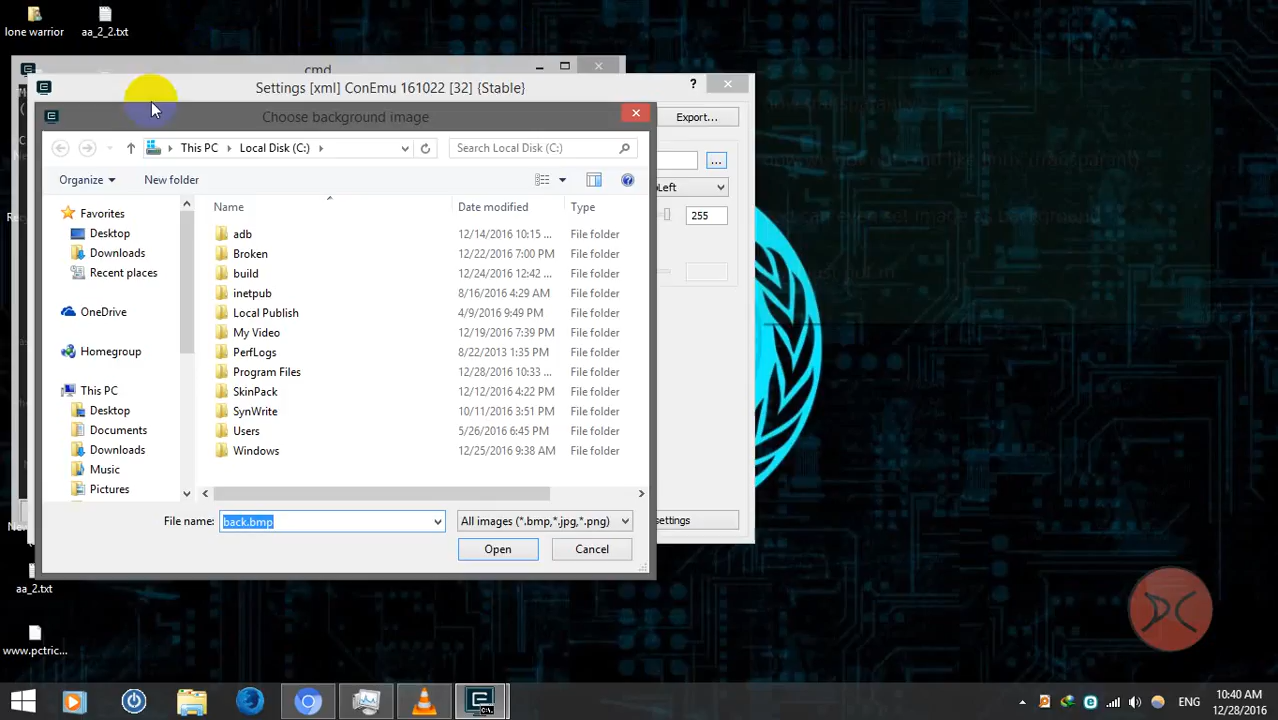 lone warrior
aa_2_2.txt
cmd
Settings [xml] ConEmu 161022 [32] {Stable}
?
Choose background image
Export...
This PC
Local Disk (C:)
Search Local Disk (C:)
...
Left
Organize
New folder
255
Name
Date modified
Type
Favorites
Desktop
Downloads
Recent places
OneDrive
Homegroup
This PC
Desktop
Documents
Downloads
Music
Pictures
adb 12/14/2016 10:15 ... File folder
Broken 12/22/2016 7:00 PM File folder
build 12/24/2016 12:42 ... File folder
inetpub 8/16/2016 4:29 AM File folder
Local Publish 4/9/2016 9:49 PM File folder
My Video 12/19/2016 7:39 PM File folder
PerfLogs 8/22/2013 1:35 PM File folder
Program Files 12/28/2016 10:33 ... File folder
SkinPack 12/12/2016 4:22 PM File folder
SynWrite 10/11/2016 3:51 PM File folder
Users 5/26/2016 6:45 PM File folder
Windows 12/25/2016 9:38 AM File folder
File name:
back.bmp
All images (*.bmp,*.jpg,*.png)
settings
Open
Cancel
aa_2.txt
www.pctric...
ENG
10:40 AM
12/28/2016